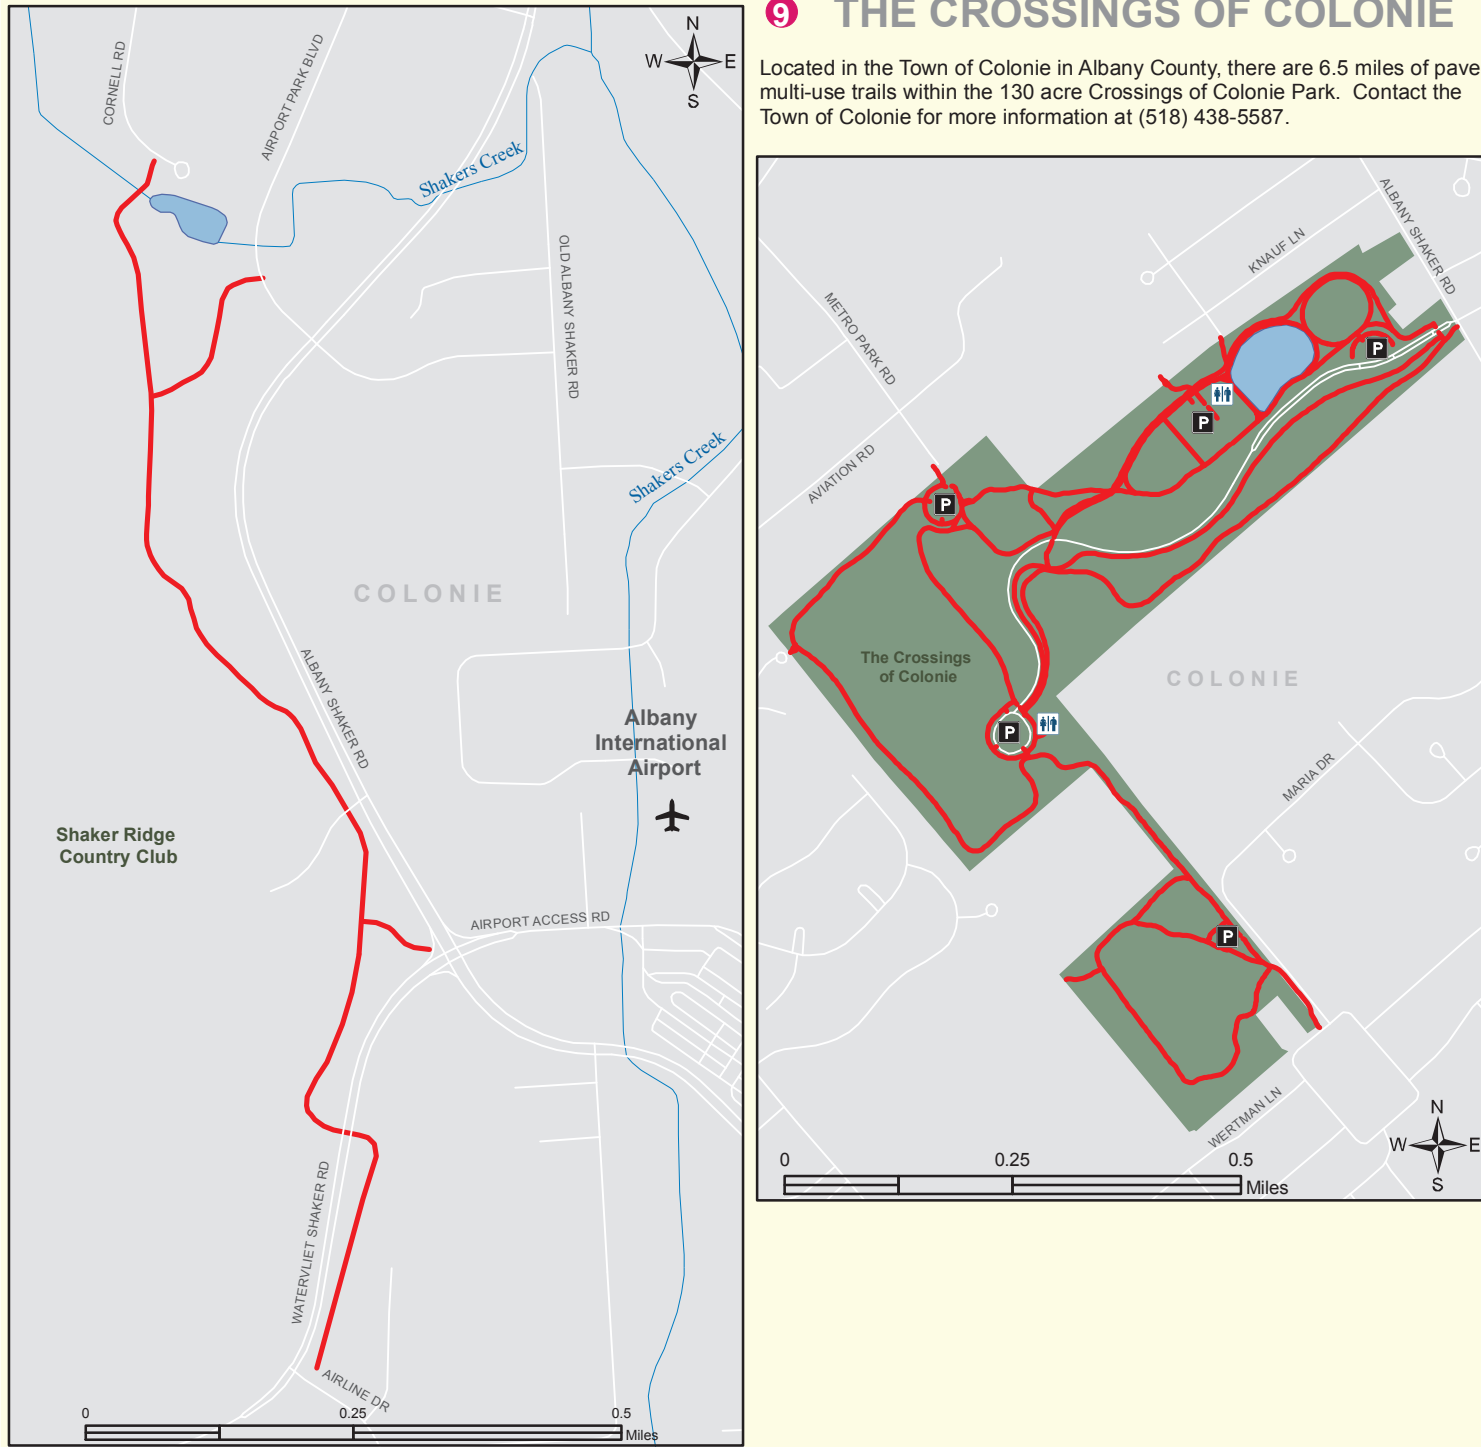 CORNELL RD
AIRPORT PARK BLVD
N
W E
S
Shakers Creek
OLD ALBANY SHAKER RD
Shakers Creek
COLONIE
ALBANY SHAKER RD
Albany
International
Airport
Shaker Ridge
Country Club
AIRPORT ACCESS RD
WATERVLIET SHAKER RD
AIRLINE DR
0 0.25 0.5
Miles
9 THE CROSSINGS OF COLONIE
Located in the Town of Colonie in Albany County, there are 6.5 miles of pave
multi-use trails within the 130 acre Crossings of Colonie Park. Contact the
Town of Colonie for more information at (518) 438-5587.
ALBANY SHAKER RD
KNAUF LN
METRO PARK RD
P
P
AVIATION RD
P
The Crossings
of Colonie
COLONIE
P
MARIA DR
P
WERTMAN LN
N
W E
S
0 0.25 0.5
Miles